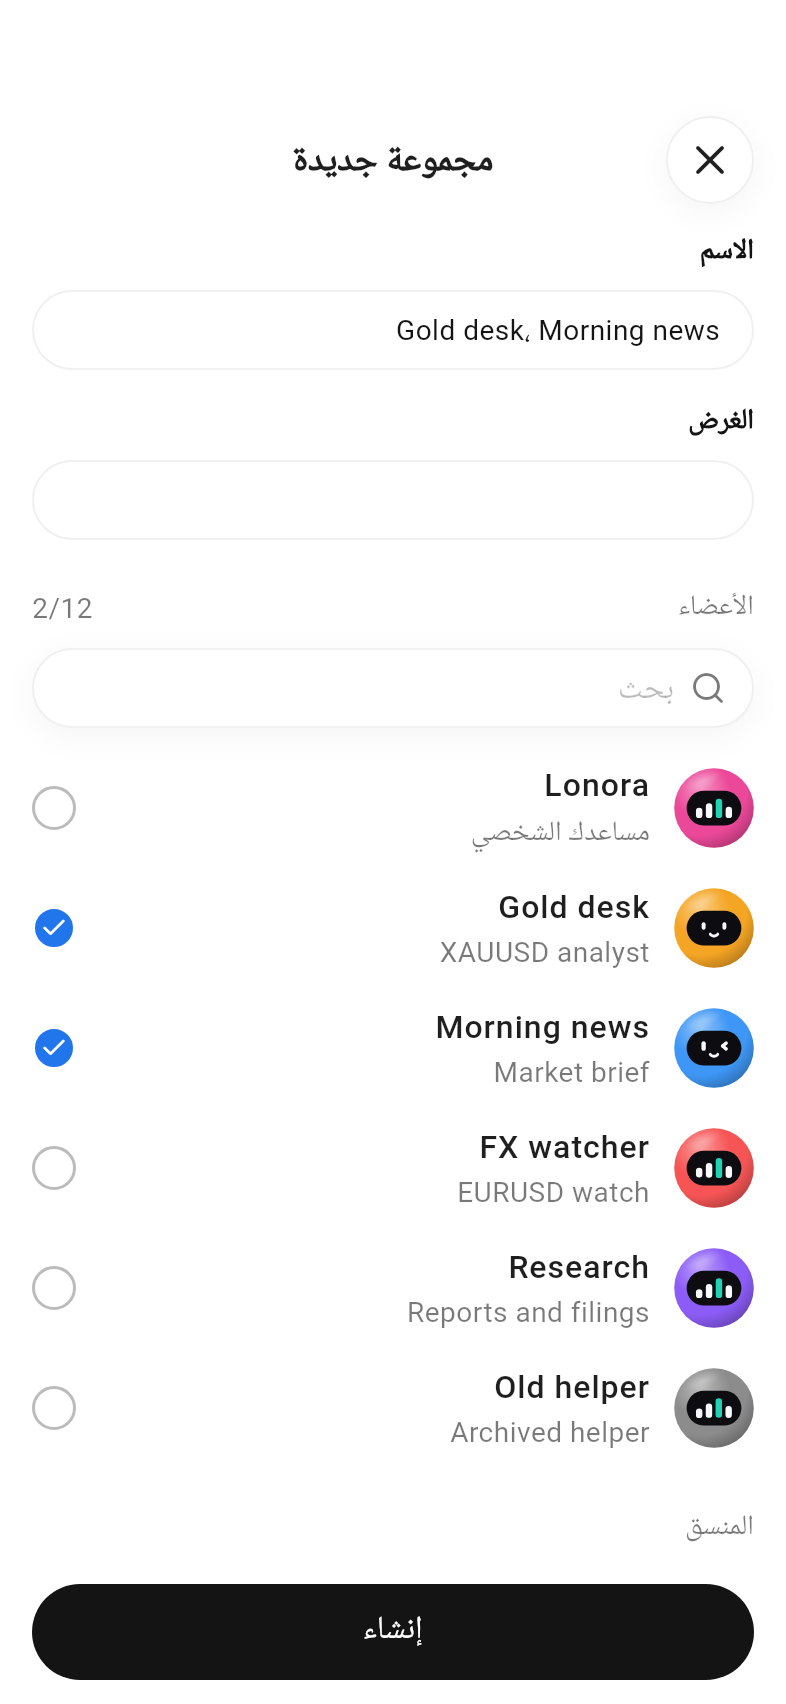 مجموعة جديدة
الاسم
Gold desk، Morning news
الغرض
الأعضاء
2/12
بحث
Lonora
مساعدك الشخصي
Gold desk
XAUUSD analyst
Morning news
Market brief
FX watcher
EURUSD watch
Research
Reports and filings
Old helper
Archived helper
المنسق
إنشاء